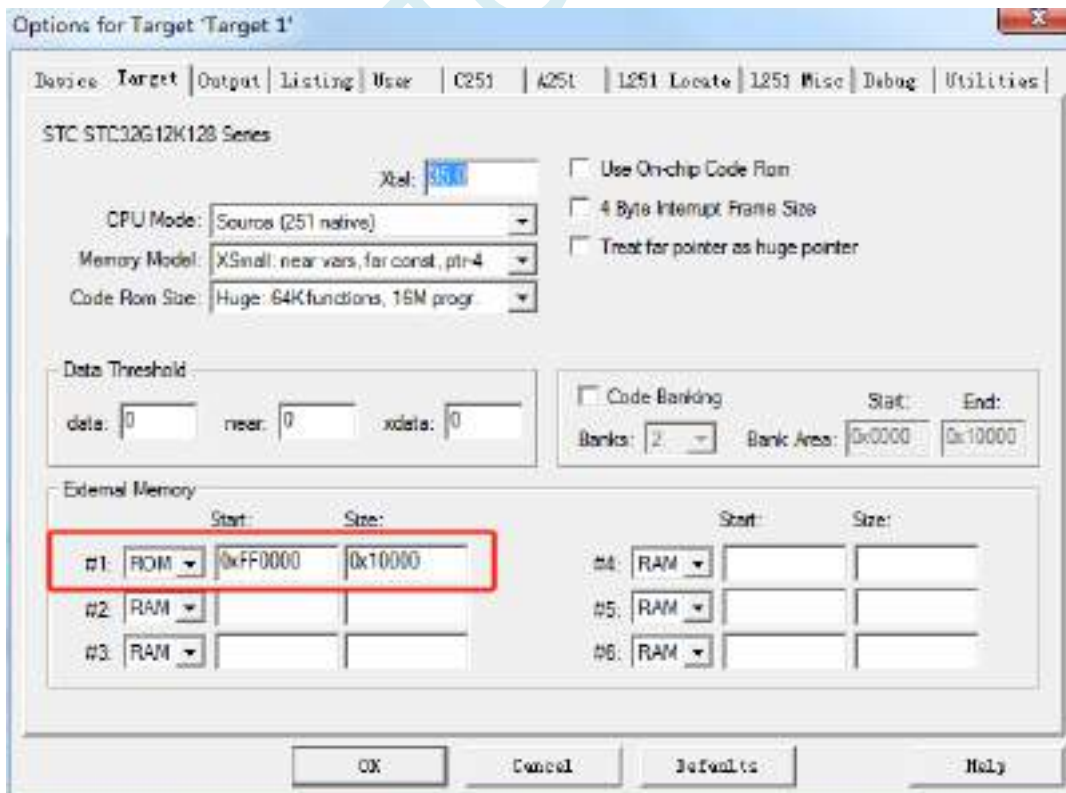 Options for Target 'Target 1'
Device Target Output Listing User C251 A251 L251 Locate L251 Misc Debug Utilities
STC STC32G12K128 Series
Xtal: 35.0
Use On-chip Code Rom
CPU Mode: Source (251 native)
4 Byte Interrupt Frame Size
Memory Model: XSmall: near vars, far const, ptr-4
Treat far pointer as huge pointer
Code Rom Size: Huge: 64K functions, 16M progr.
Data Threshold
data: 0 near: 0 xdata: 0
Code Banking Start: End:
Banks: 2 Bank Area: 0x0000 0x10000
External Memory
Start: Size: Start: Size:
#1: ROM 0xFF0000 0x10000 #4: RAM
#2: RAM #5: RAM
#3: RAM #6: RAM
OK Cancel Defaults Help